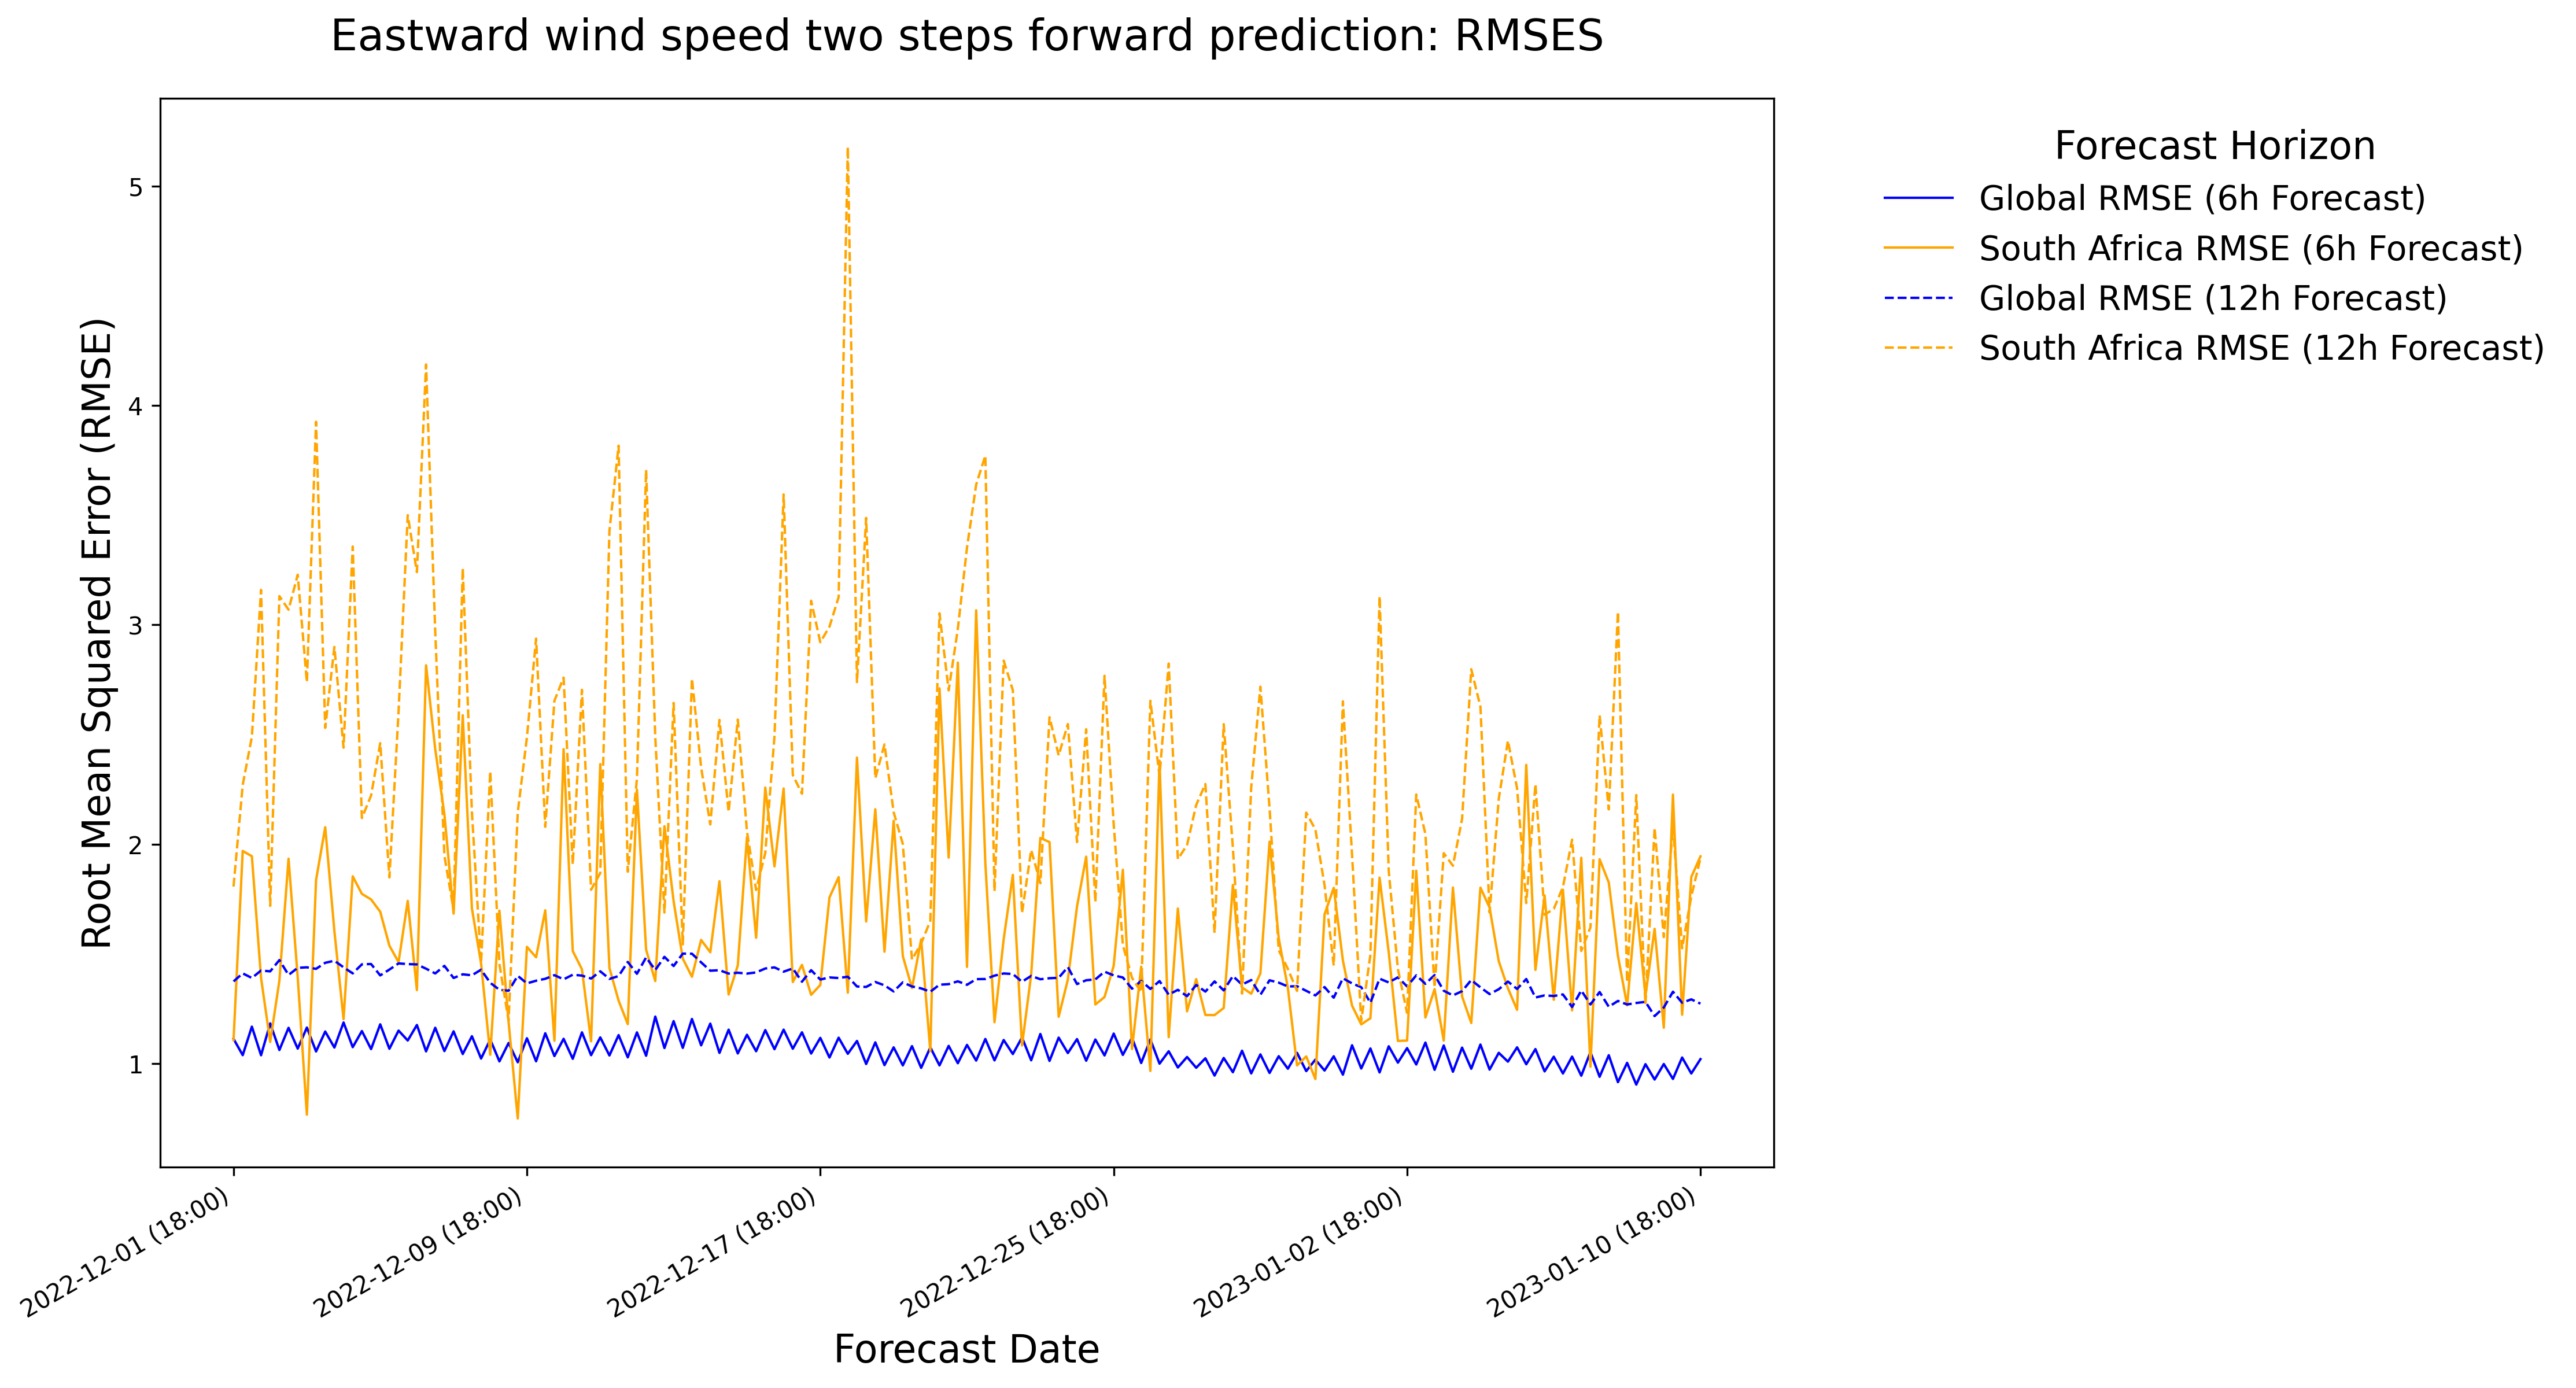 Eastward wind speed two steps forward prediction: RMSES
Root Mean Squared Error (RMSE)
5
4
3
2
1
2022-12-01 (18:00)
2022-12-09 (18:00)
2022-12-17 (18:00)
2022-12-25 (18:00)
2023-01-02 (18:00)
2023-01-10 (18:00)
Forecast Date
Forecast Horizon
Global RMSE (6h Forecast)
South Africa RMSE (6h Forecast)
Global RMSE (12h Forecast)
South Africa RMSE (12h Forecast)